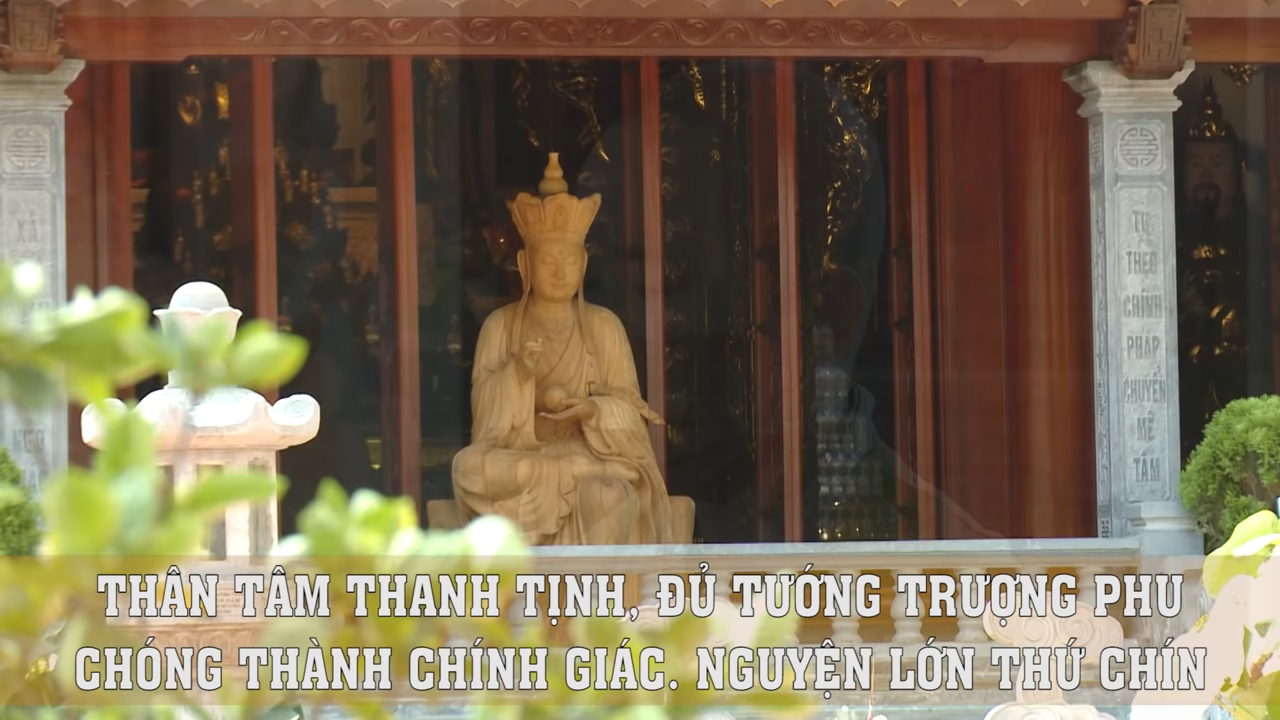 XẢ
TU
THEO
CHÍNH
PHÁP
CHUYỂN
MÊ
TÂM
THÂN TÂM THANH TỊNH, ĐỦ TƯỚNG TRƯỢNG PHU
CHÓNG THÀNH CHÍNH GIÁC. NGUYỆN LỚN THỨ CHÍN